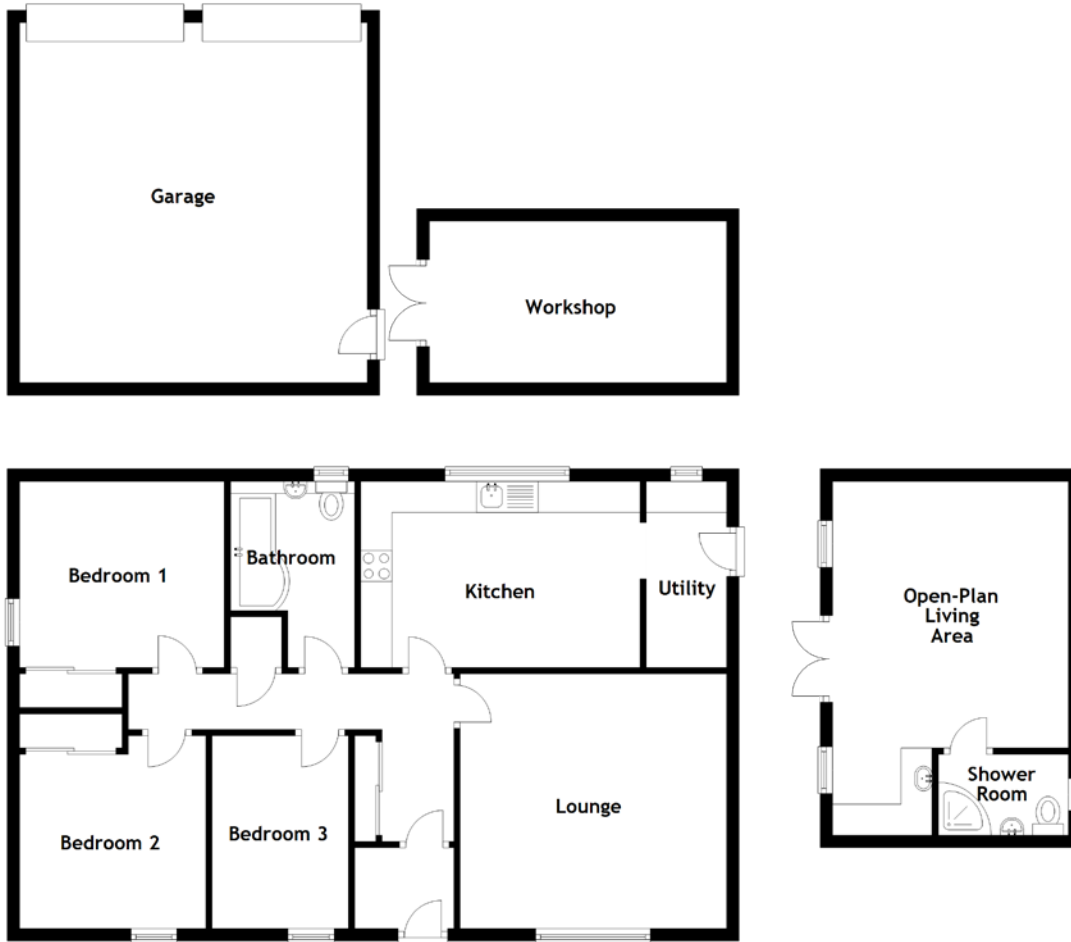 Garage
Workshop
Bedroom 1
Bathroom
Kitchen
Utility
Open-Plan
Living
Area
Shower
Room
Bedroom 2
Bedroom 3
Lounge